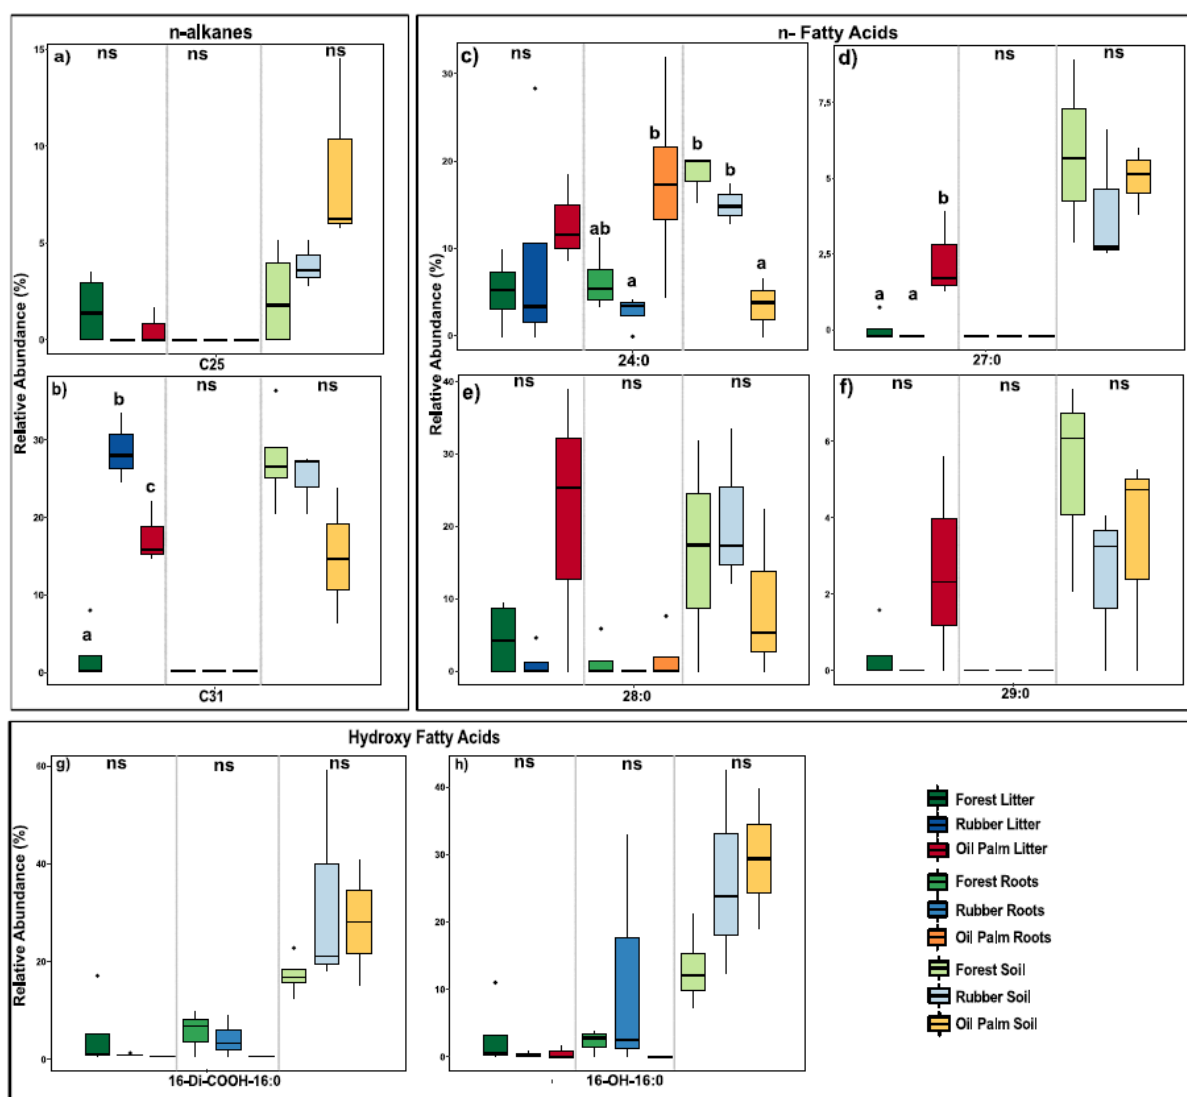 n-alkanes
n- Fatty Acids
a)
ns
ns
ns
15
10
5
0
C25
b)
b
c
a
ns
ns
30
20
10
0
C31
Relative Abundance (%)
c)
ns
ab
a
b
b
b
a
30
20
10
0
24:0
d)
a
a
b
ns
ns
7.5
5
2,5
0
27:0
e)
ns
ns
ns
40
30
20
10
0
28:0
Relative Abundance (%)
f)
ns
ns
ns
6
4
2
0
29:0
Hydroxy Fatty Acids
g)
ns
ns
ns
60
40
20
0
16-Di-COOH-16:0
Relative Abundance (%)
h)
ns
ns
ns
40
30
20
10
0
16-OH-16:0
Forest Litter
Rubber Litter
Oil Palm Litter
Forest Roots
Rubber Roots
Oil Palm Roots
Forest Soil
Rubber Soil
Oil Palm Soil